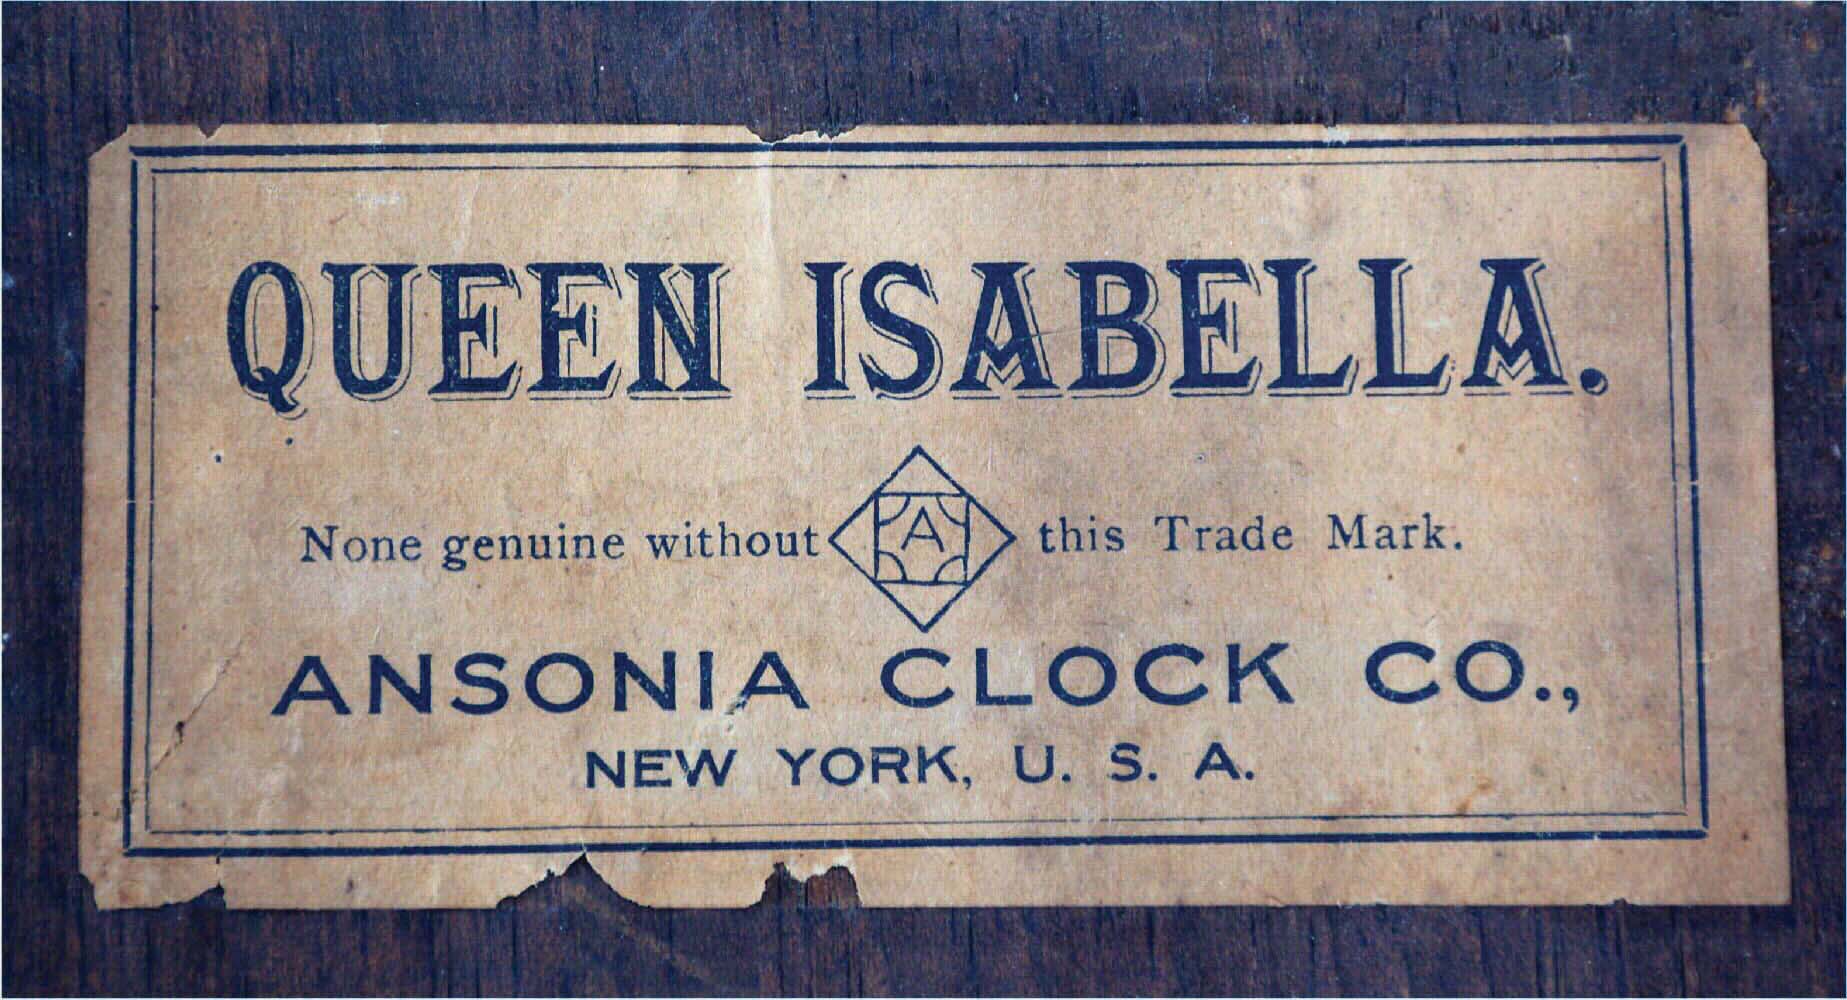 QUEEN ISABELLA.
None genuine without A this Trade Mark.
ANSONIA CLOCK CO.,
NEW YORK, U. S. A.